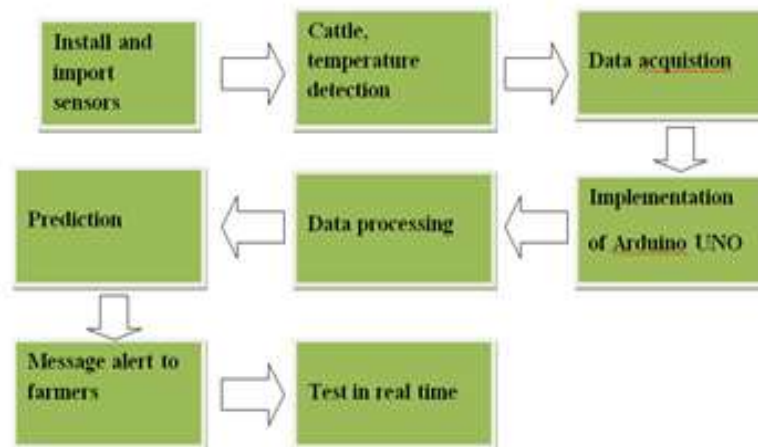 Install and
import
sensors
Cattle,
temperature
detection
Data acquistion
Implementation
of Arduino UNO
Data processing
Prediction
Message alert to
farmers
Test in real time